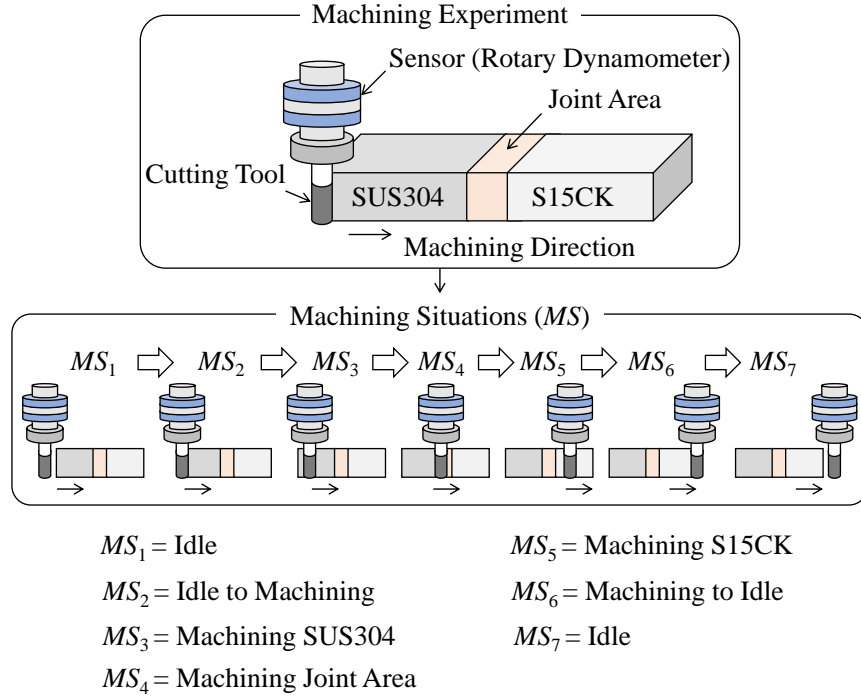 Machining Experiment
Sensor (Rotary Dynamometer)
Joint Area
Cutting Tool
SUS304
S15CK
Machining Direction
Machining Situations (MS)
MS₁ MS₂ MS₃ MS₄ MS₅ MS₆ MS₇
MS₁ = Idle
MS₂ = Idle to Machining
MS₃ = Machining SUS304
MS₄ = Machining Joint Area
MS₅ = Machining S15CK
MS₆ = Machining to Idle
MS₇ = Idle